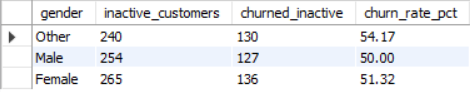 gender inactive_customers churned_inactive churn_rate_pct
Other 240 130 54.17
Male 254 127 50.00
Female 265 136 51.32